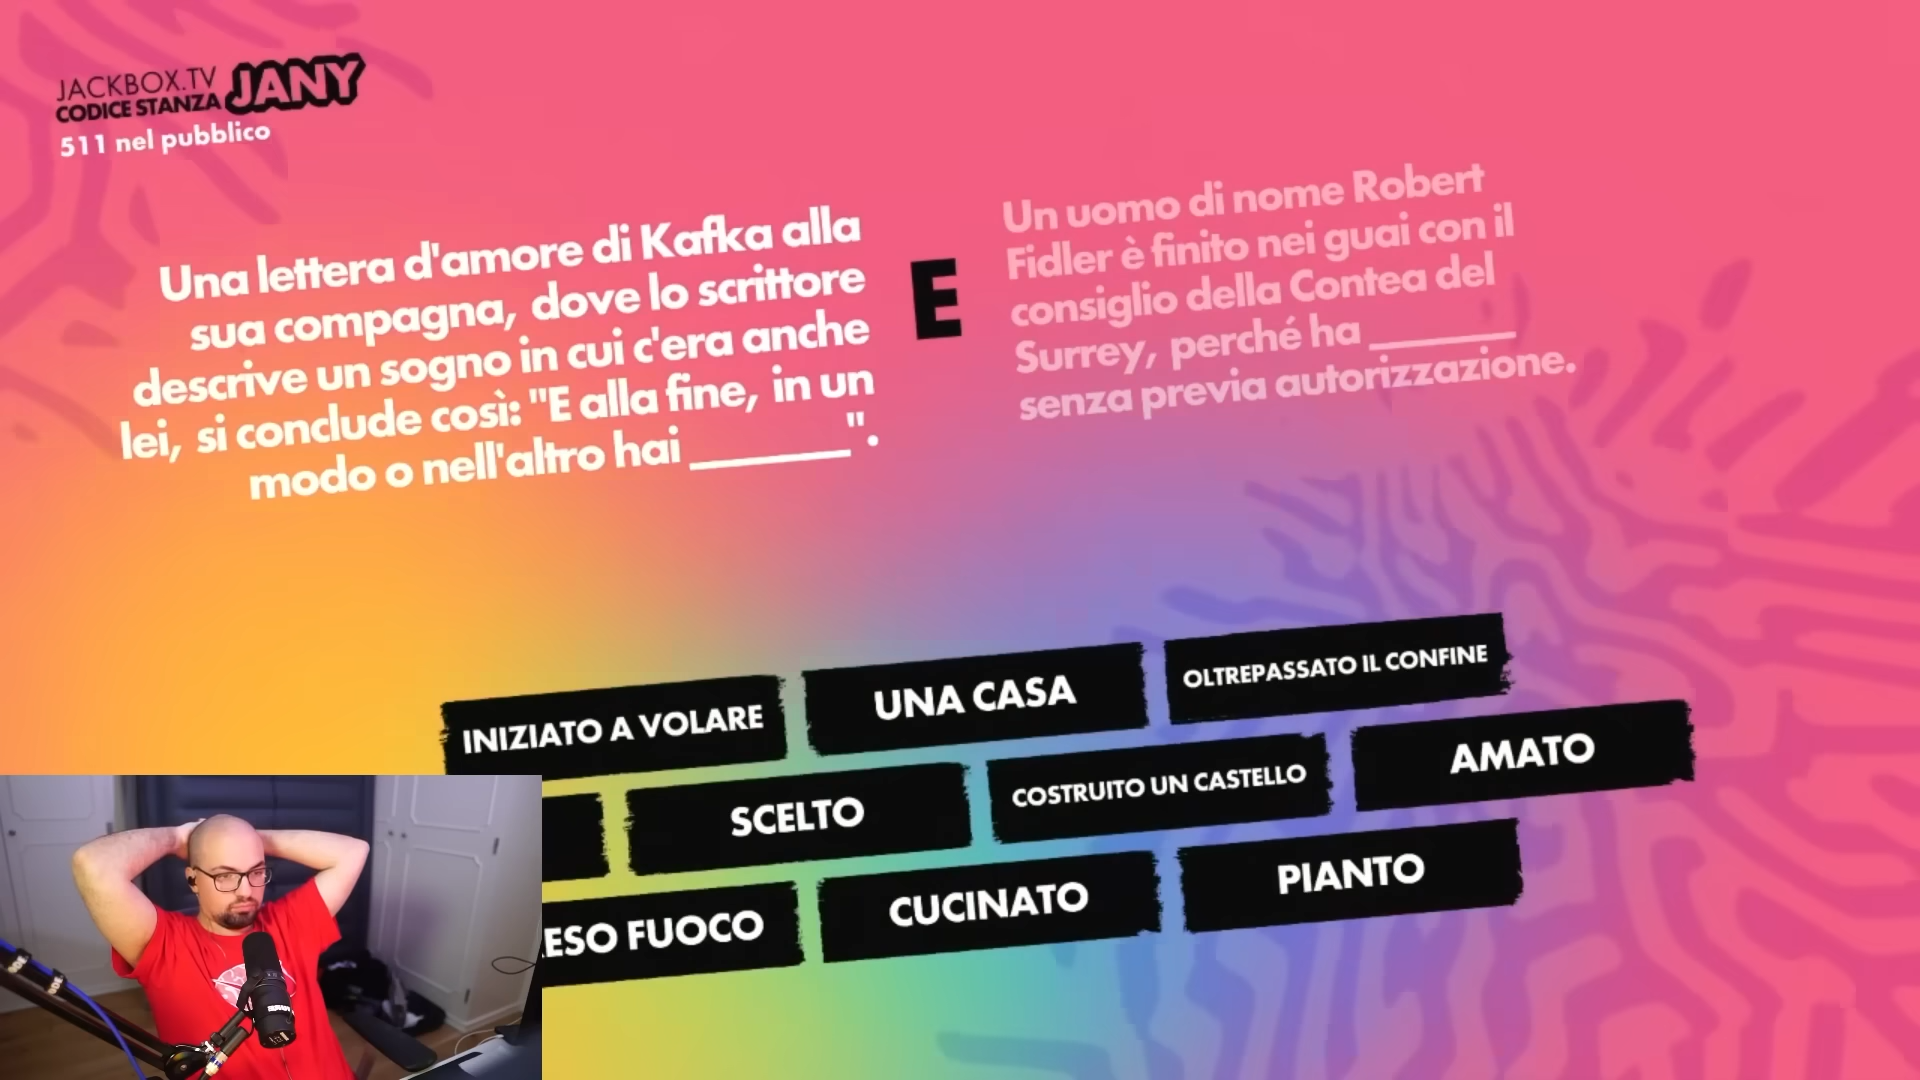 JACKBOX.TV
CODICE STANZA JANY
511 nel pubblico
Una lettera d'amore di Kafka alla
sua compagna, dove lo scrittore
descrive un sogno in cui c'era anche
lei, si conclude così: "E alla fine, in un
modo o nell'altro hai ______".
E
Un uomo di nome Robert
Fidler è finito nei guai con il
consiglio della Contea del
Surrey, perché ha ______
senza previa autorizzazione.
INIZIATO A VOLARE
UNA CASA
OLTREPASSATO IL CONFINE
SCELTO
COSTRUITO UN CASTELLO
AMATO
ESO FUOCO
CUCINATO
PIANTO